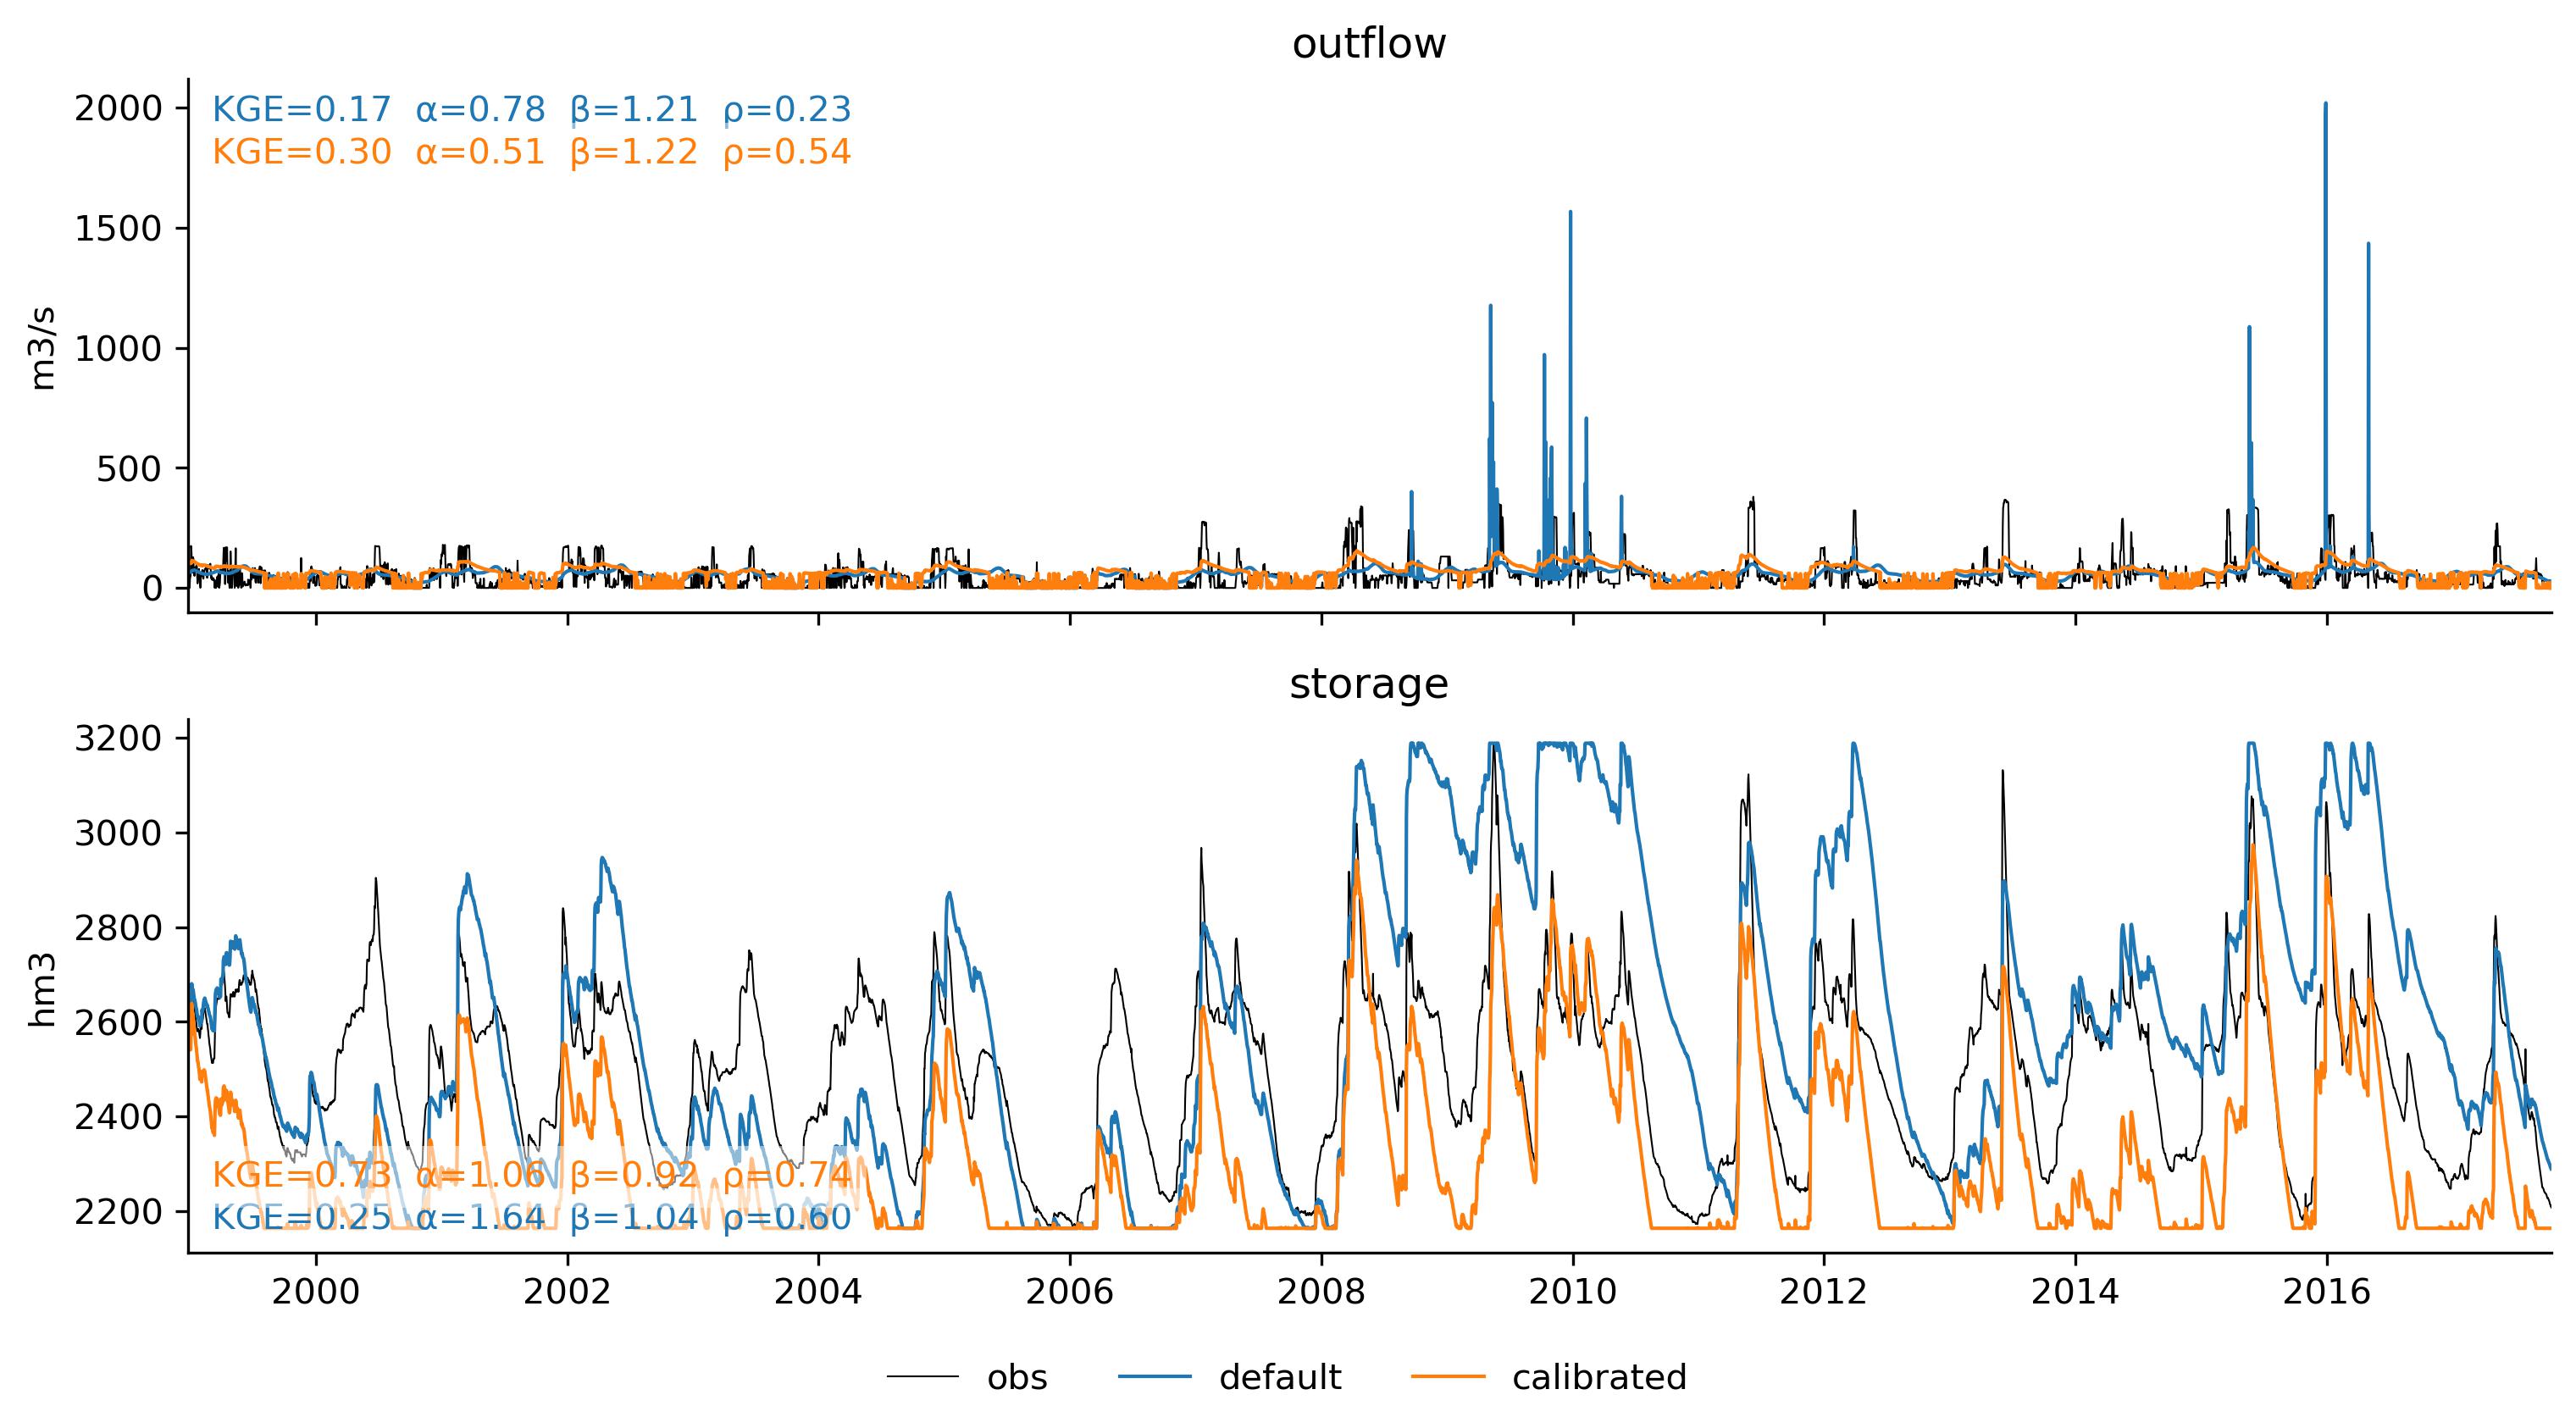 outflow
KGE=0.17 α=0.78 β=1.21 ρ=0.23
KGE=0.30 α=0.51 β=1.22 ρ=0.54
2000
1500
1000
500
0
m3/s
storage
3200
3000
2800
2600
2400
2200
hm3
KGE=0.73 α=1.06 β=0.92 ρ=0.74
KGE=0.25 α=1.64 β=1.04 ρ=0.60
2000 2002 2004 2006 2008 2010 2012 2014 2016
obs default calibrated